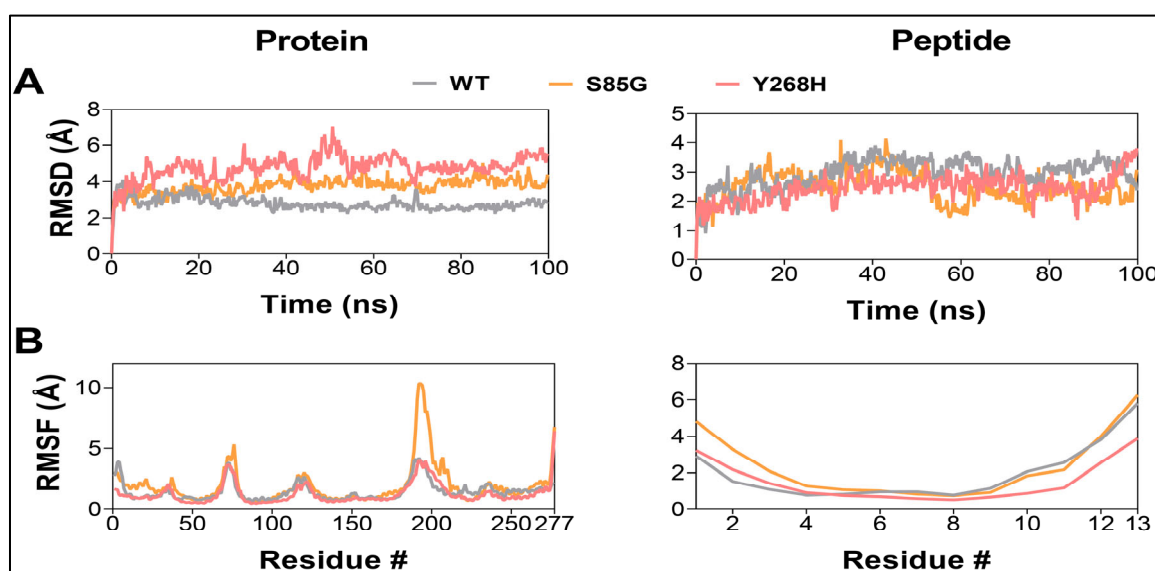 Protein Peptide
A
WT S85G Y268H
RMSD (Å)
8
6
4
2
0
0 20 40 60 80 100
Time (ns)
5
4
3
2
1
0
0 20 40 60 80 100
Time (ns)
B
RMSF (Å)
10
5
0
0 50 100 150 200 250 277
Residue #
8
6
4
2
0
2 4 6 8 10 12 13
Residue #